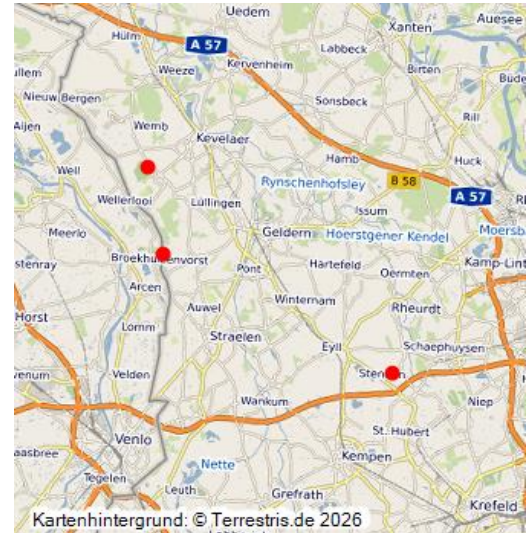 Uedem
Xanten
Auesee
Hülm
A 57
Labbeck
Kervenheim
Weeze
Birten
Nieuw Bergen
Sonsbeck
Wemb
Rill
Aijen
Kevelaer
Hamb
Huck
Well
Rynschenhofsley
B 58
A 57
Wellerlooi
Lüllingen
Issum
Meerlo
Geldern
Hoerstgener Kendel
Moersb
Broekhuizenvorst
Kamp-Lint
Pont
Hartefeld
Oermten
Arcen
Winternam
Auwel
Rheurdt
Horst
Lomm
Straelen
Eyll
Schaephuysen
Velden
Stenden
Wankum
Niep
Venlo
St. Hubert
Nette
Kempen
Tegelen
Leuth
Grefrath
Krefeld
Kartenhintergrund: © Terrestris.de 2026